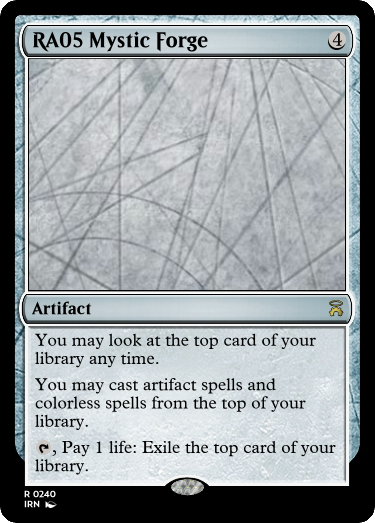 RA05 Mystic Forge 4
Artifact
You may look at the top card of your
library any time.
You may cast artifact spells and
colorless spells from the top of your
library.
, Pay 1 life: Exile the top card of your
library.
R 0240
IRN